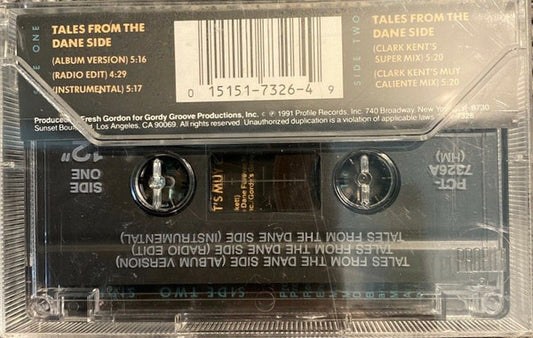 SIDE ONE
TALES FROM THE
DANE SIDE
(ALBUM VERSION) 5:16
(RADIO EDIT) 4:29
(INSTRUMENTAL) 5:17
0 15151-7326-4 9
SIDE TWO
TALES FROM THE
DANE SIDE
(CLARK KENT'S
SUPER MIX) 5:20
(CLARK KENT'S MUY
CALIENTE MIX) 5:20
Produced by Fresh Gordon for Gordy Groove Productions, Inc. © ℗ 1991 Profile Records, Inc. 740 Broadway, New York
Sunset Boulevard, Los Angeles, CA 90069. All rights reserved. Unauthorized duplication is a violation of applicable laws
PCT-
7326A
(HM)
12"
SIDE
ONE
T'S MU
TALES FROM THE DANE SIDE (ALBUM VERSION)
TALES FROM THE DANE SIDE (RADIO EDIT)
TALES FROM THE DANE SIDE (INSTRUMENTAL)
SIDE TWO